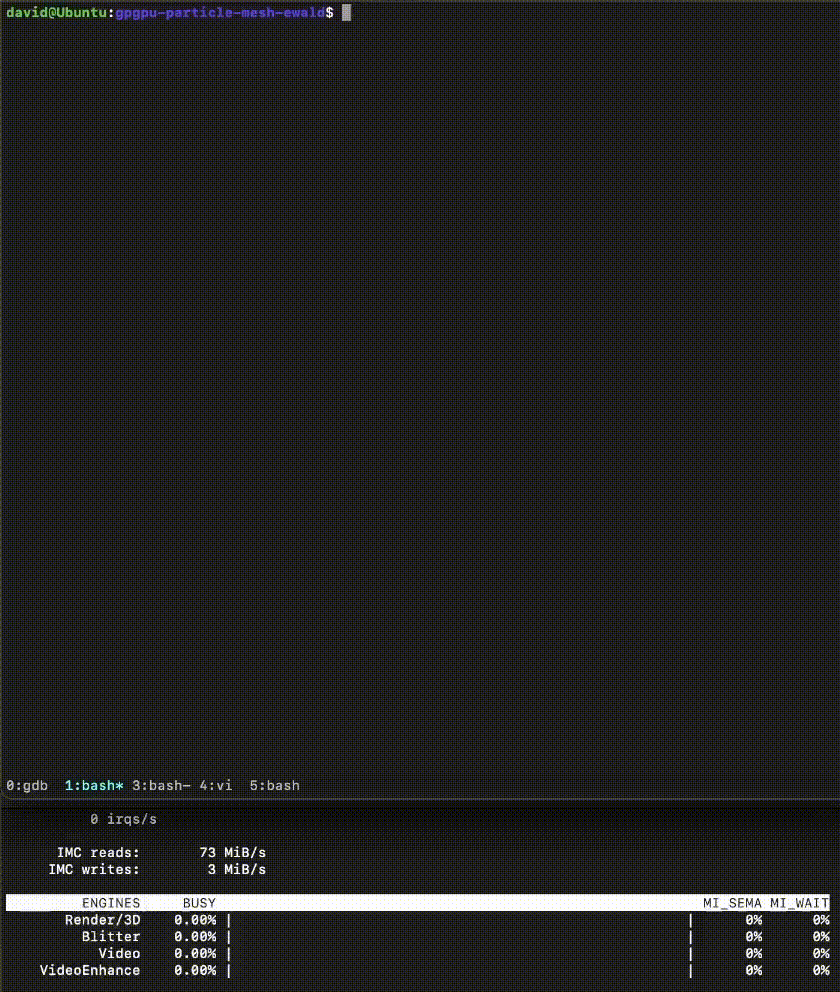 david@Ubuntu:gpgpu-particle-mesh-ewald$
0:gdb  1:bash* 3:bash- 4:vi  5:bash
0 irqs/s
IMC reads:       73 MiB/s
IMC writes:        3 MiB/s
ENGINES     BUSY     MI_SEMA MI_WAIT
Render/3D    0.00% |     |      0%      0%
Blitter    0.00% |     |      0%      0%
Video    0.00% |     |      0%      0%
VideoEnhance    0.00% |     |      0%      0%